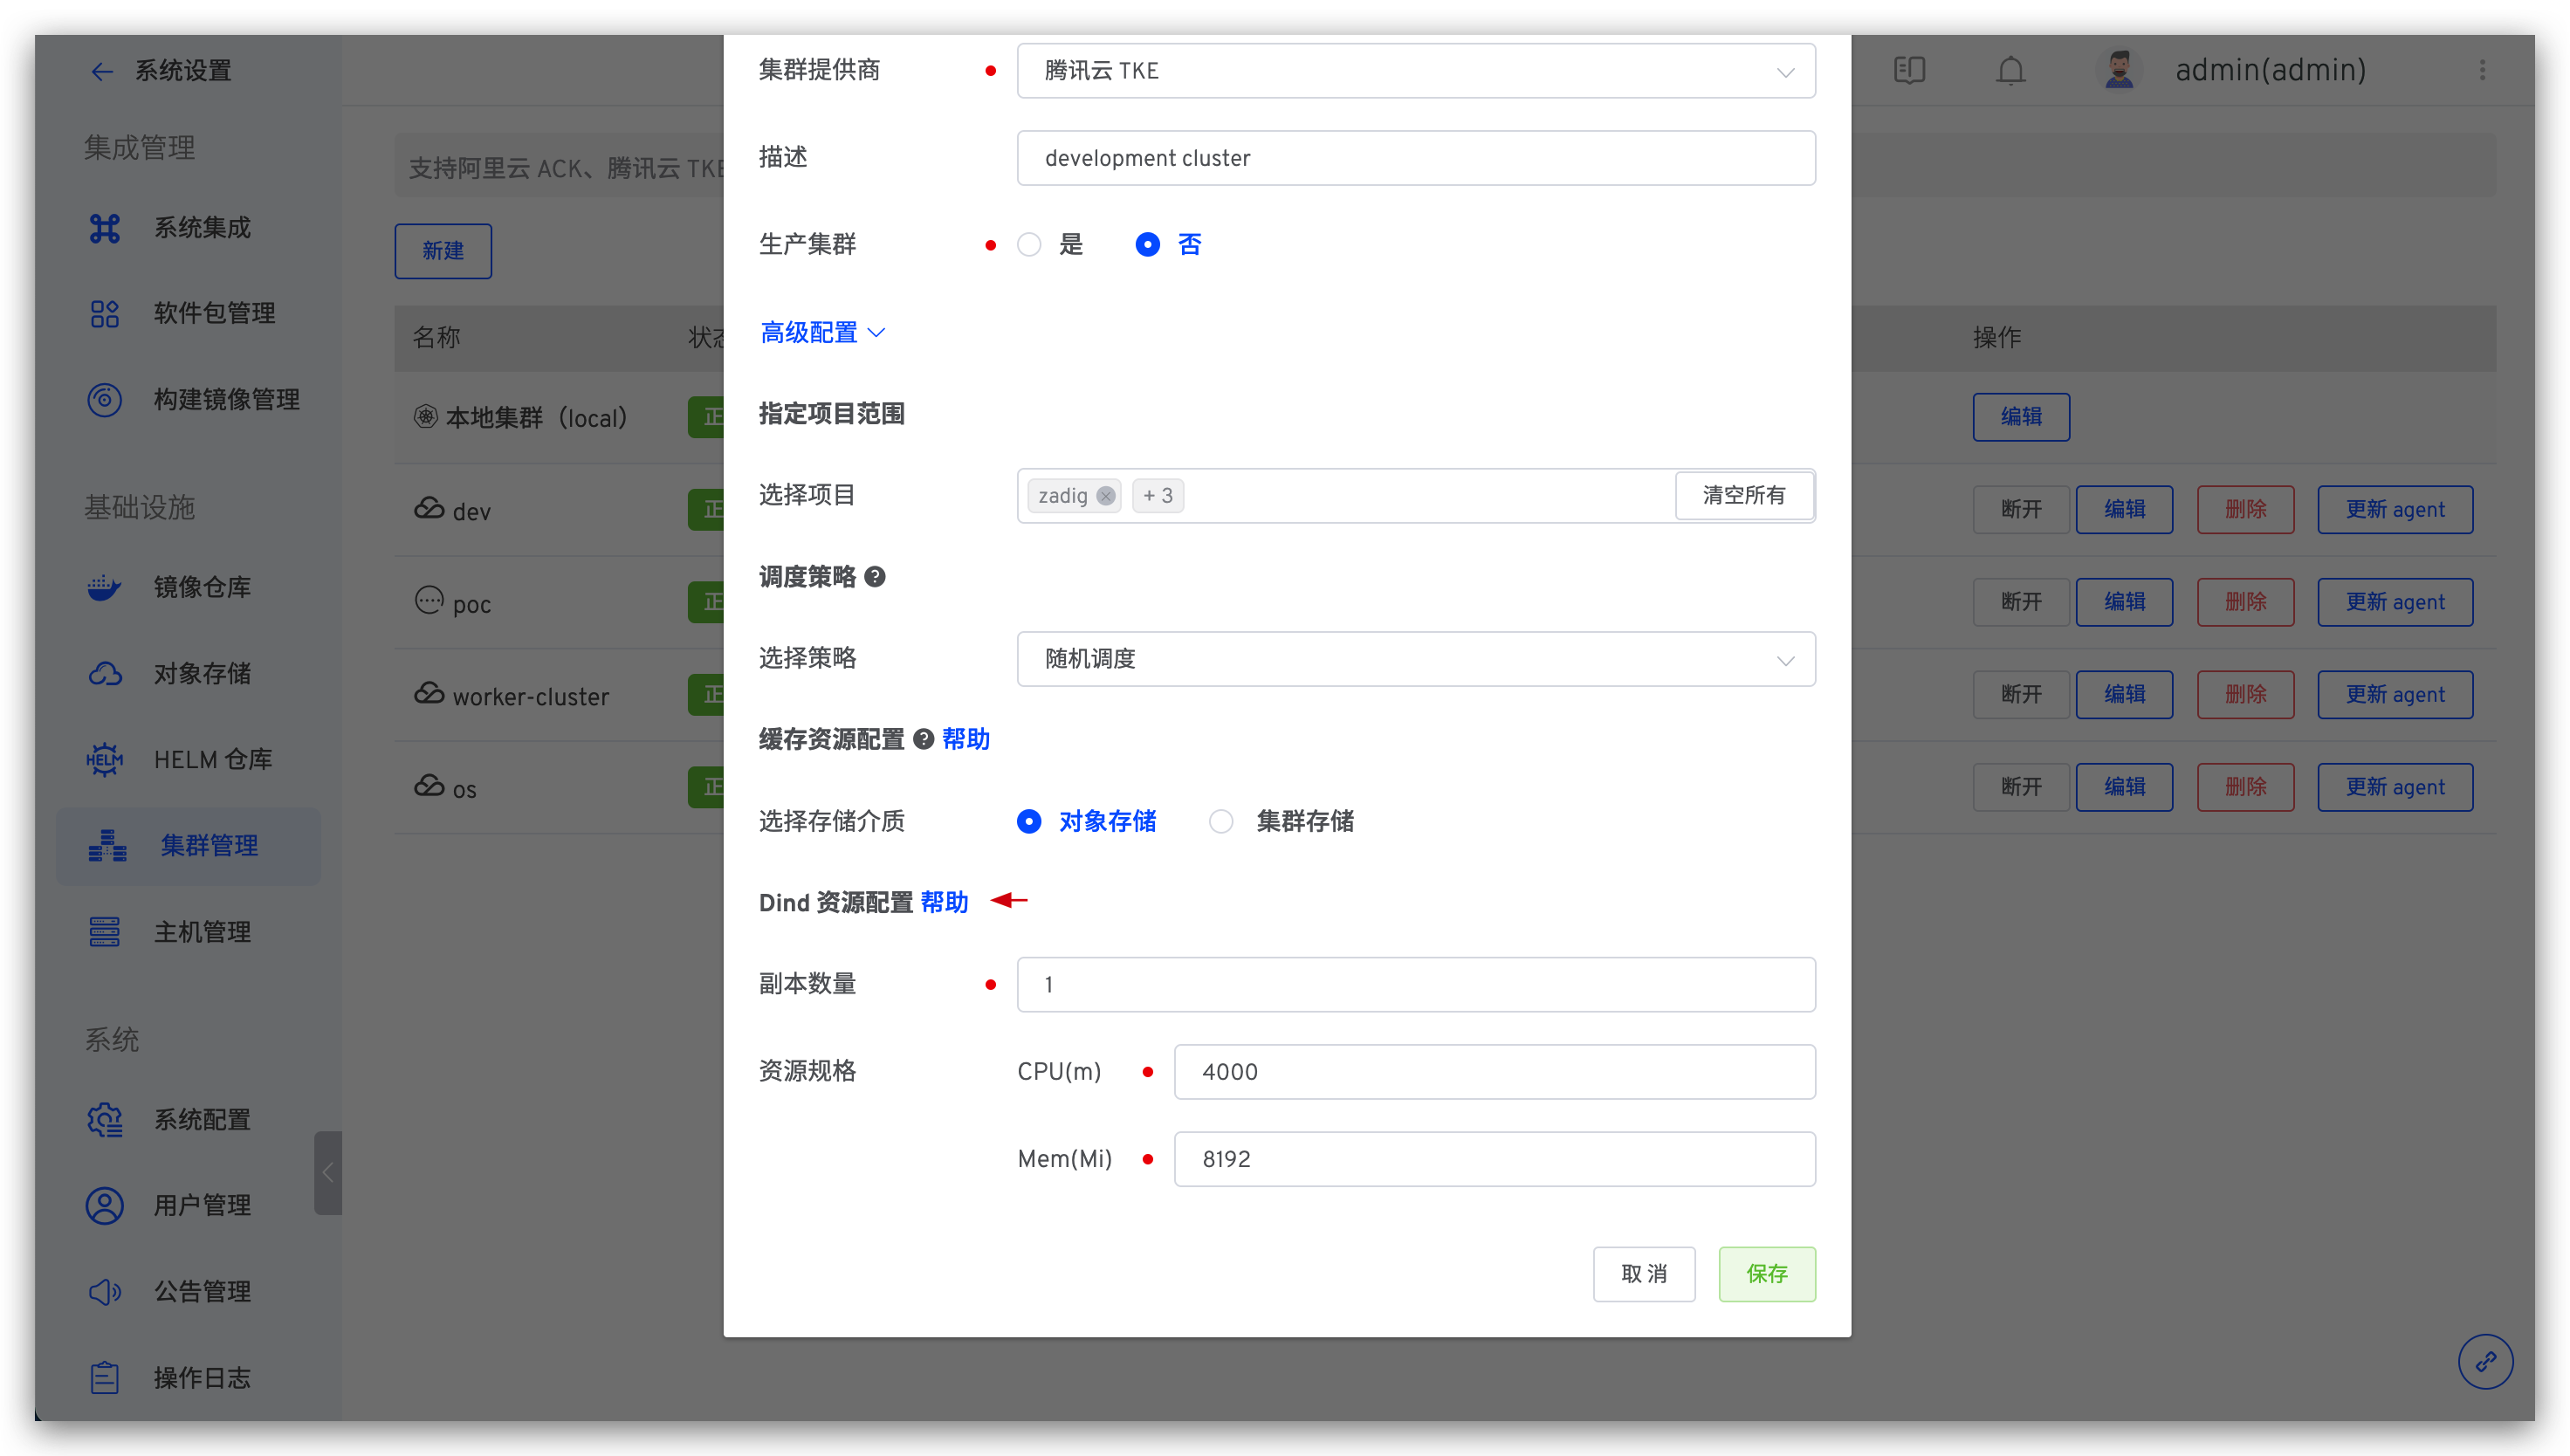 系统设置
集成管理
系统集成
软件包管理
构建镜像管理
基础设施
镜像仓库
对象存储
HELM
HELM 仓库
集群管理
主机管理
系统
系统配置
用户管理
公告管理
操作日志
admin(admin)
支持阿里云 ACK、腾讯云 TKE
新建
名称 状态 操作
本地集群（local） 正 编辑
dev 正 断开 编辑 删除 更新 agent
poc 正 断开 编辑 删除 更新 agent
worker-cluster 正 断开 编辑 删除 更新 agent
os 正 断开 编辑 删除 更新 agent
集群提供商 腾讯云 TKE
描述 development cluster
生产集群 是 否
高级配置
指定项目范围
选择项目 zadig + 3 清空所有
调度策略 ?
选择策略 随机调度
缓存资源配置 ? 帮助
选择存储介质 对象存储 集群存储
Dind 资源配置 帮助
副本数量 1
资源规格 CPU(m) 4000
Mem(Mi) 8192
取 消 保存